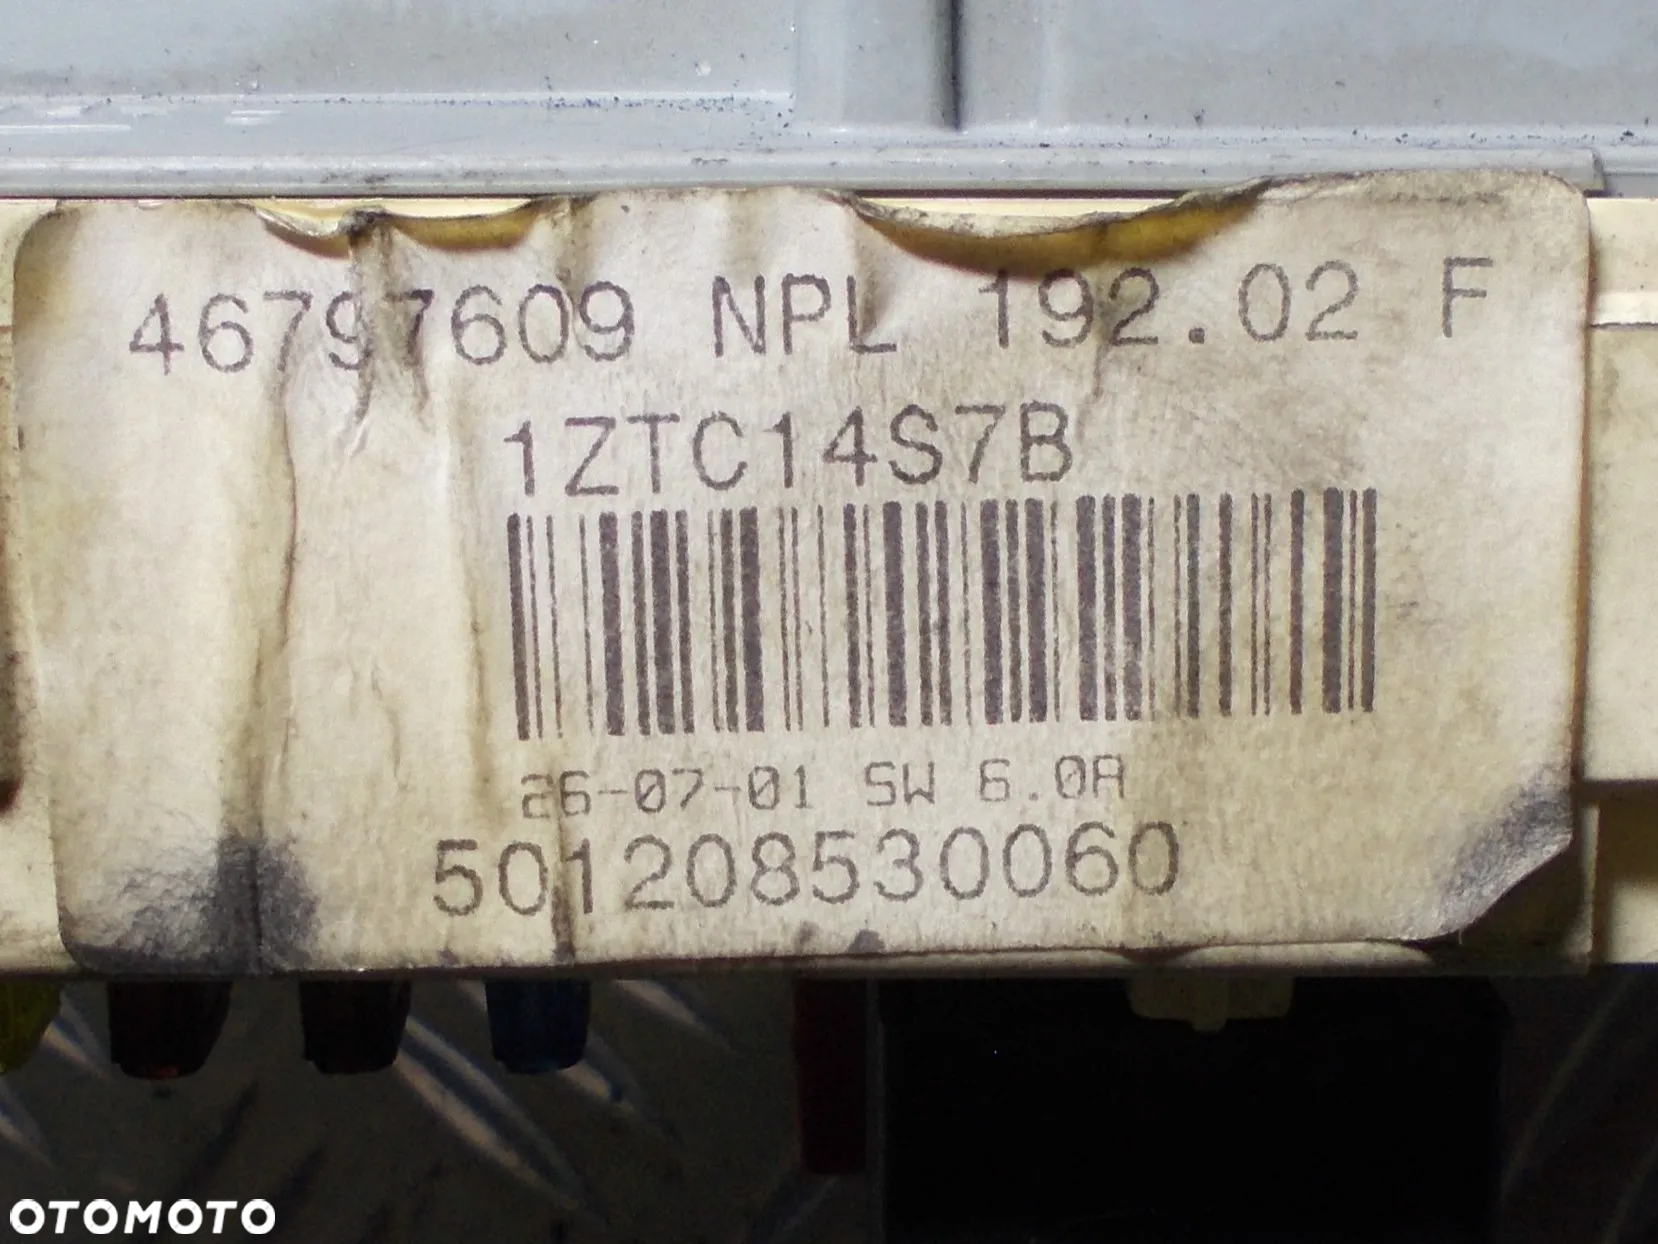 46797609 NPL 192.02 F
1ZTC14S7B
26-07-01 SW 6.0A
501208530060
OTOMOTO